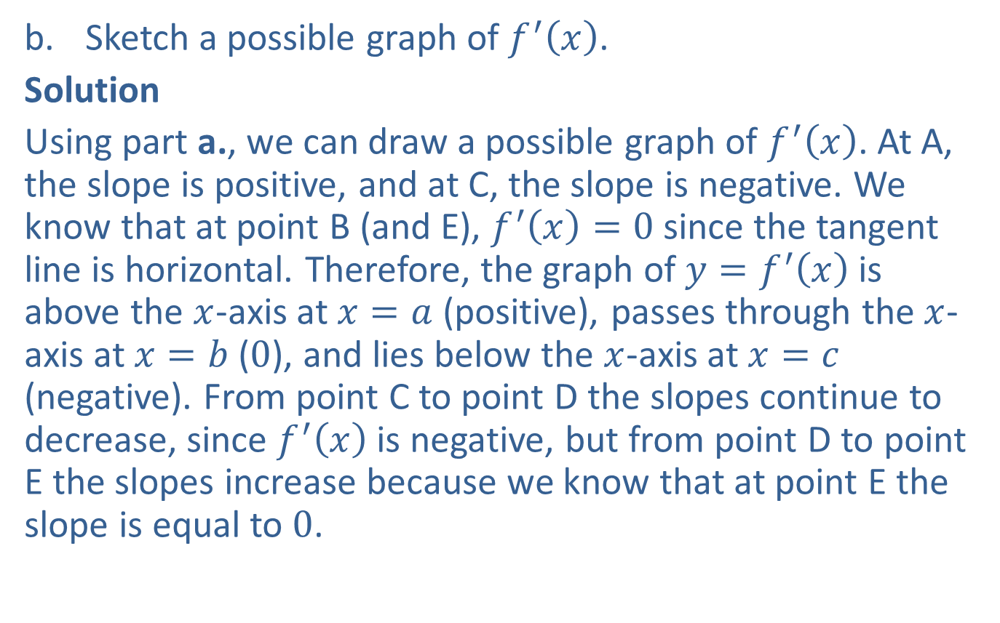 b. Sketch a possible graph of f′(x).
Solution
Using part a., we can draw a possible graph of f′(x). At A,
the slope is positive, and at C, the slope is negative. We
know that at point B (and E), f′(x) = 0 since the tangent
line is horizontal. Therefore, the graph of y = f′(x) is
above the x-axis at x = a (positive), passes through the x-
axis at x = b (0), and lies below the x-axis at x = c
(negative). From point C to point D the slopes continue to
decrease, since f′(x) is negative, but from point D to point
E the slopes increase because we know that at point E the
slope is equal to 0.